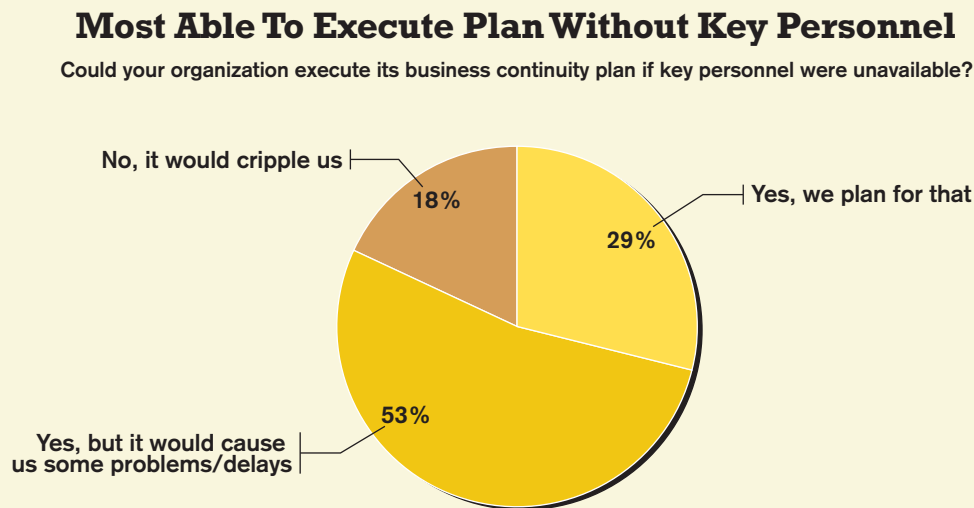 Most Able To Execute Plan Without Key Personnel
Could your organization execute its business continuity plan if key personnel were unavailable?
No, it would cripple us
18%
Yes, we plan for that
29%
53%
Yes, but it would cause
us some problems/delays